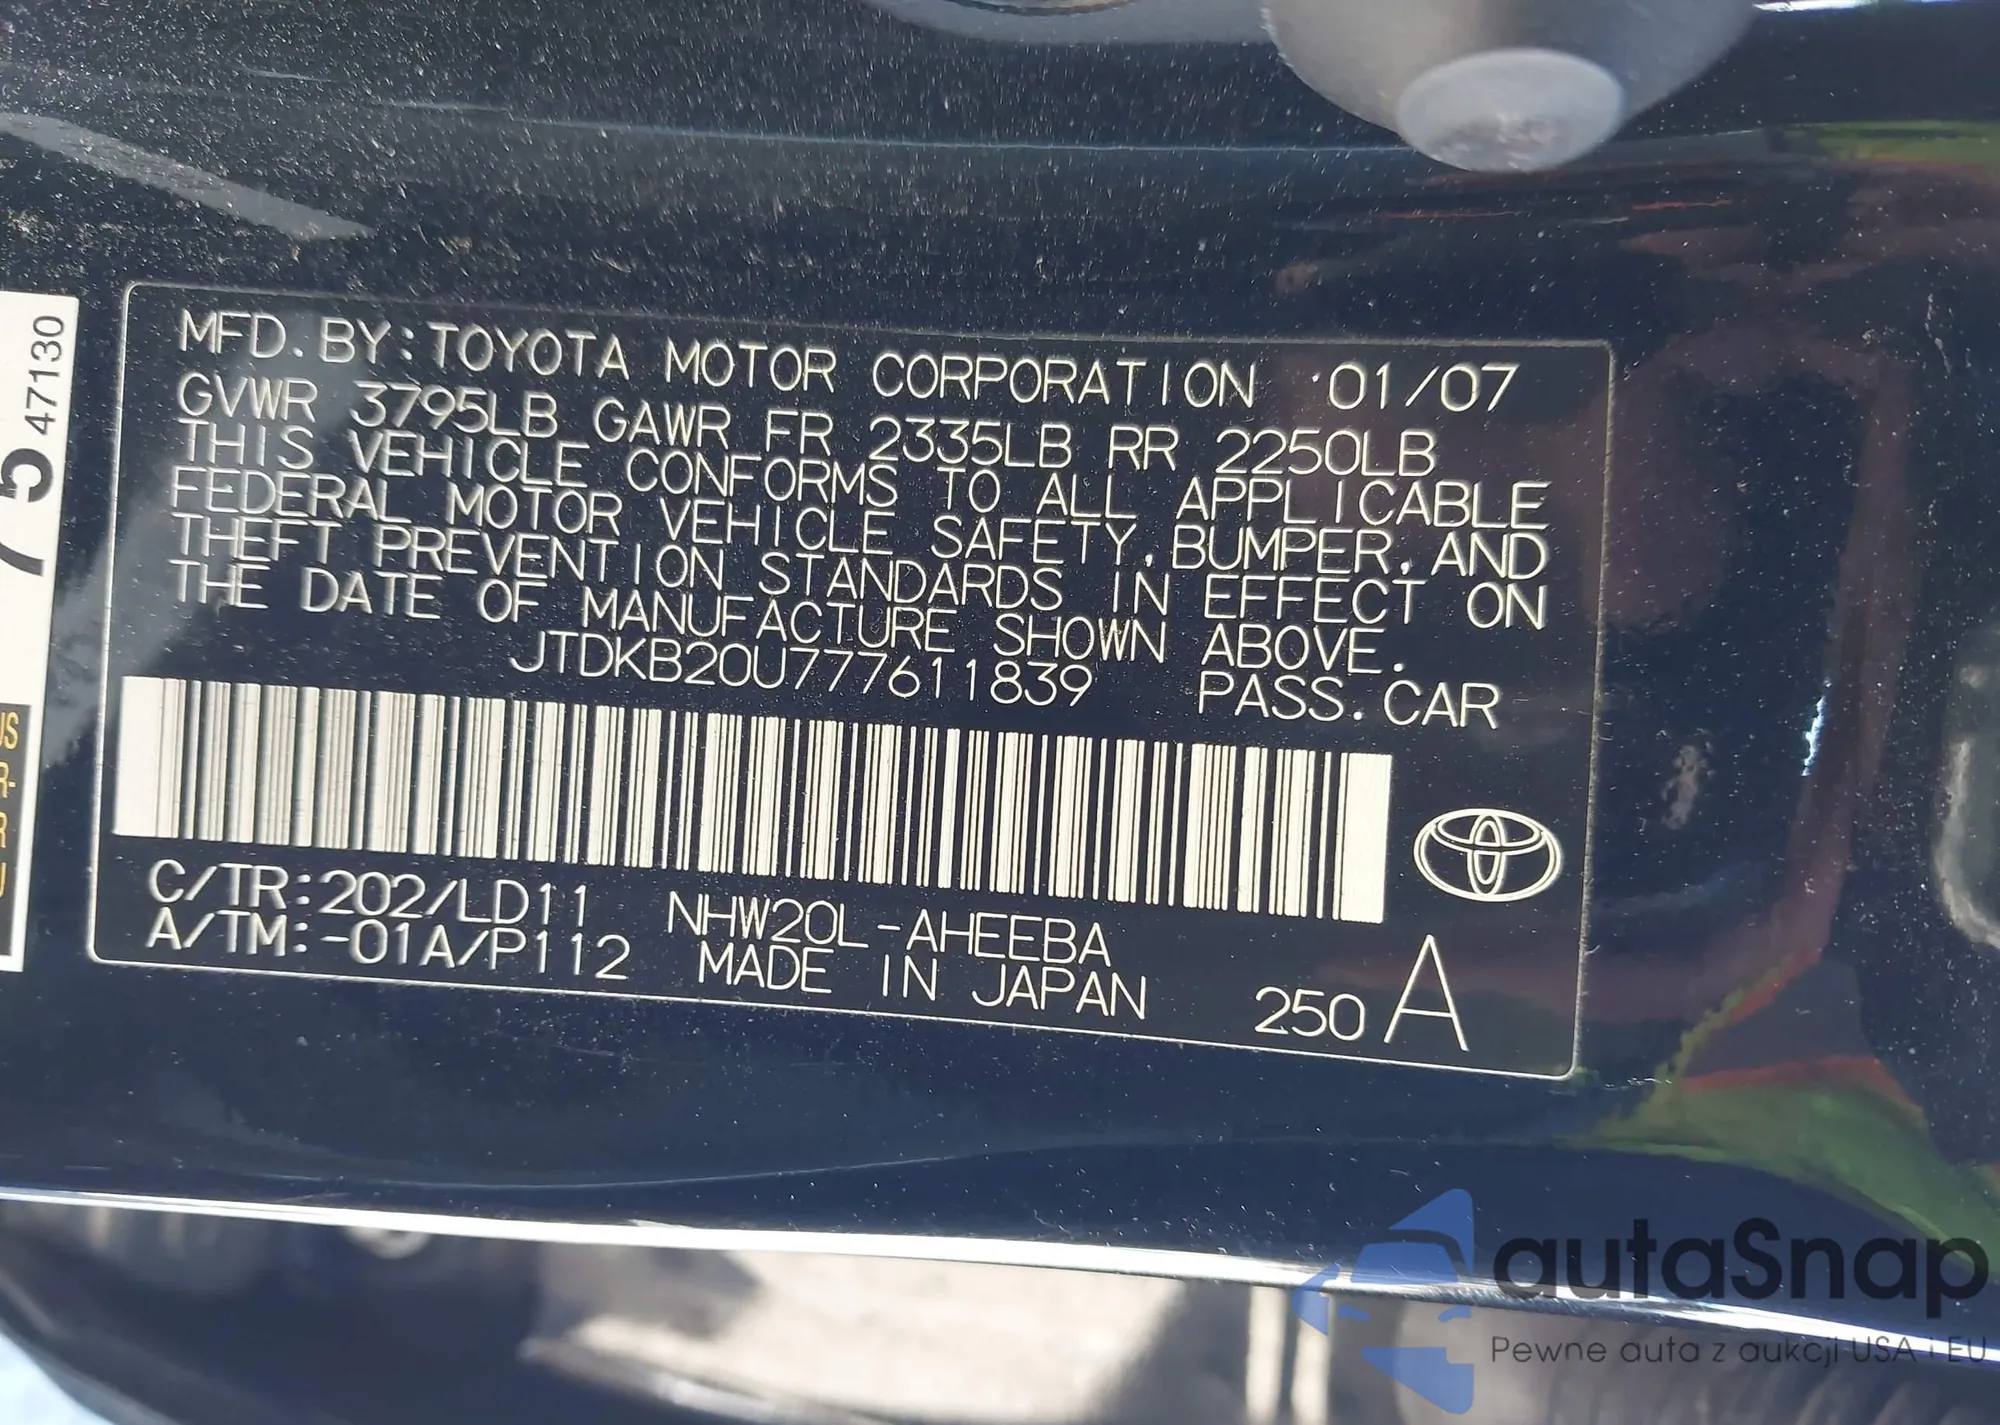 MFD. BY: TOYOTA MOTOR CORPORATION 01/07
GVWR 3795LB GAWR FR 2335LB RR 2250LB
THIS VEHICLE CONFORMS TO ALL APPLICABLE
FEDERAL MOTOR VEHICLE SAFETY, BUMPER, AND
THEFT PREVENTION STANDARDS IN EFFECT ON
THE DATE OF MANUFACTURE SHOWN ABOVE.
JTDKB20U777611839 PASS. CAR
C/TR:202/LD11 NHW20L-AHEEBA
A/TM:-01A/P112 MADE IN JAPAN 250 A
47130
75
autaSnap
Pewne auta z aukcji USA i EU